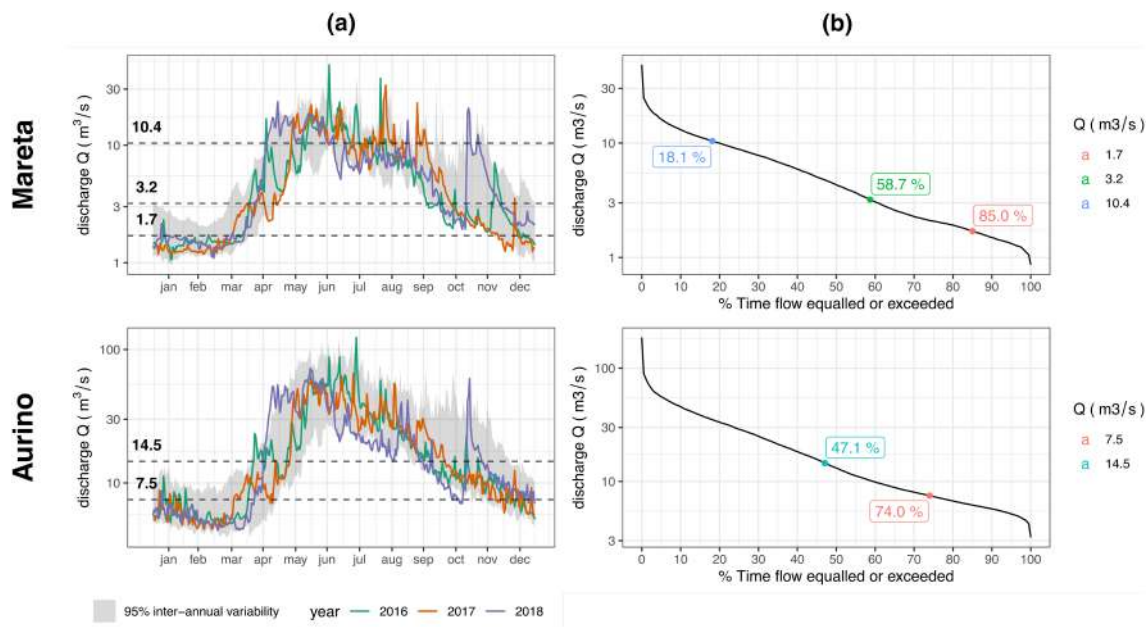 (a)
(b)
Mareta
discharge Q ( m³/s )
30
10
3
1
10.4
3.2
1.7
jan feb mar apr may jun jul aug sep oct nov dec
discharge Q ( m3/s )
30
10
3
1
18.1 %
58.7 %
85.0 %
0 10 20 30 40 50 60 70 80 90 100
% Time flow equalled or exceeded
Q ( m3/s)
a 1.7
a 3.2
a 10.4
Aurino
discharge Q ( m³/s )
100
30
10
14.5
7.5
jan feb mar apr may jun jul aug sep oct nov dec
discharge Q ( m3/s )
100
30
10
3
47.1 %
74.0 %
0 10 20 30 40 50 60 70 80 90 100
% Time flow equalled or exceeded
Q ( m3/s)
a 7.5
a 14.5
95% inter−annual variability year 2016 2017 2018